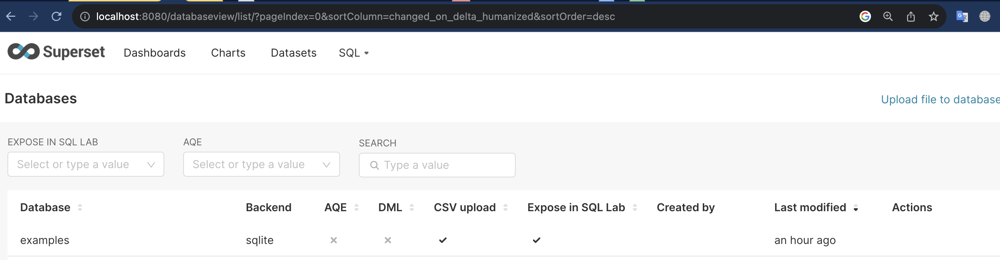 localhost:8080/databaseview/list/?pageIndex=0&sortColumn=changed_on_delta_humanized&sortOrder=desc
Superset Dashboards Charts Datasets SQL
Databases Upload file to database
EXPOSE IN SQL LAB AQE SEARCH
Select or type a value Select or type a value Type a value
Database Backend AQE DML CSV upload Expose in SQL Lab Created by Last modified Actions
examples sqlite an hour ago